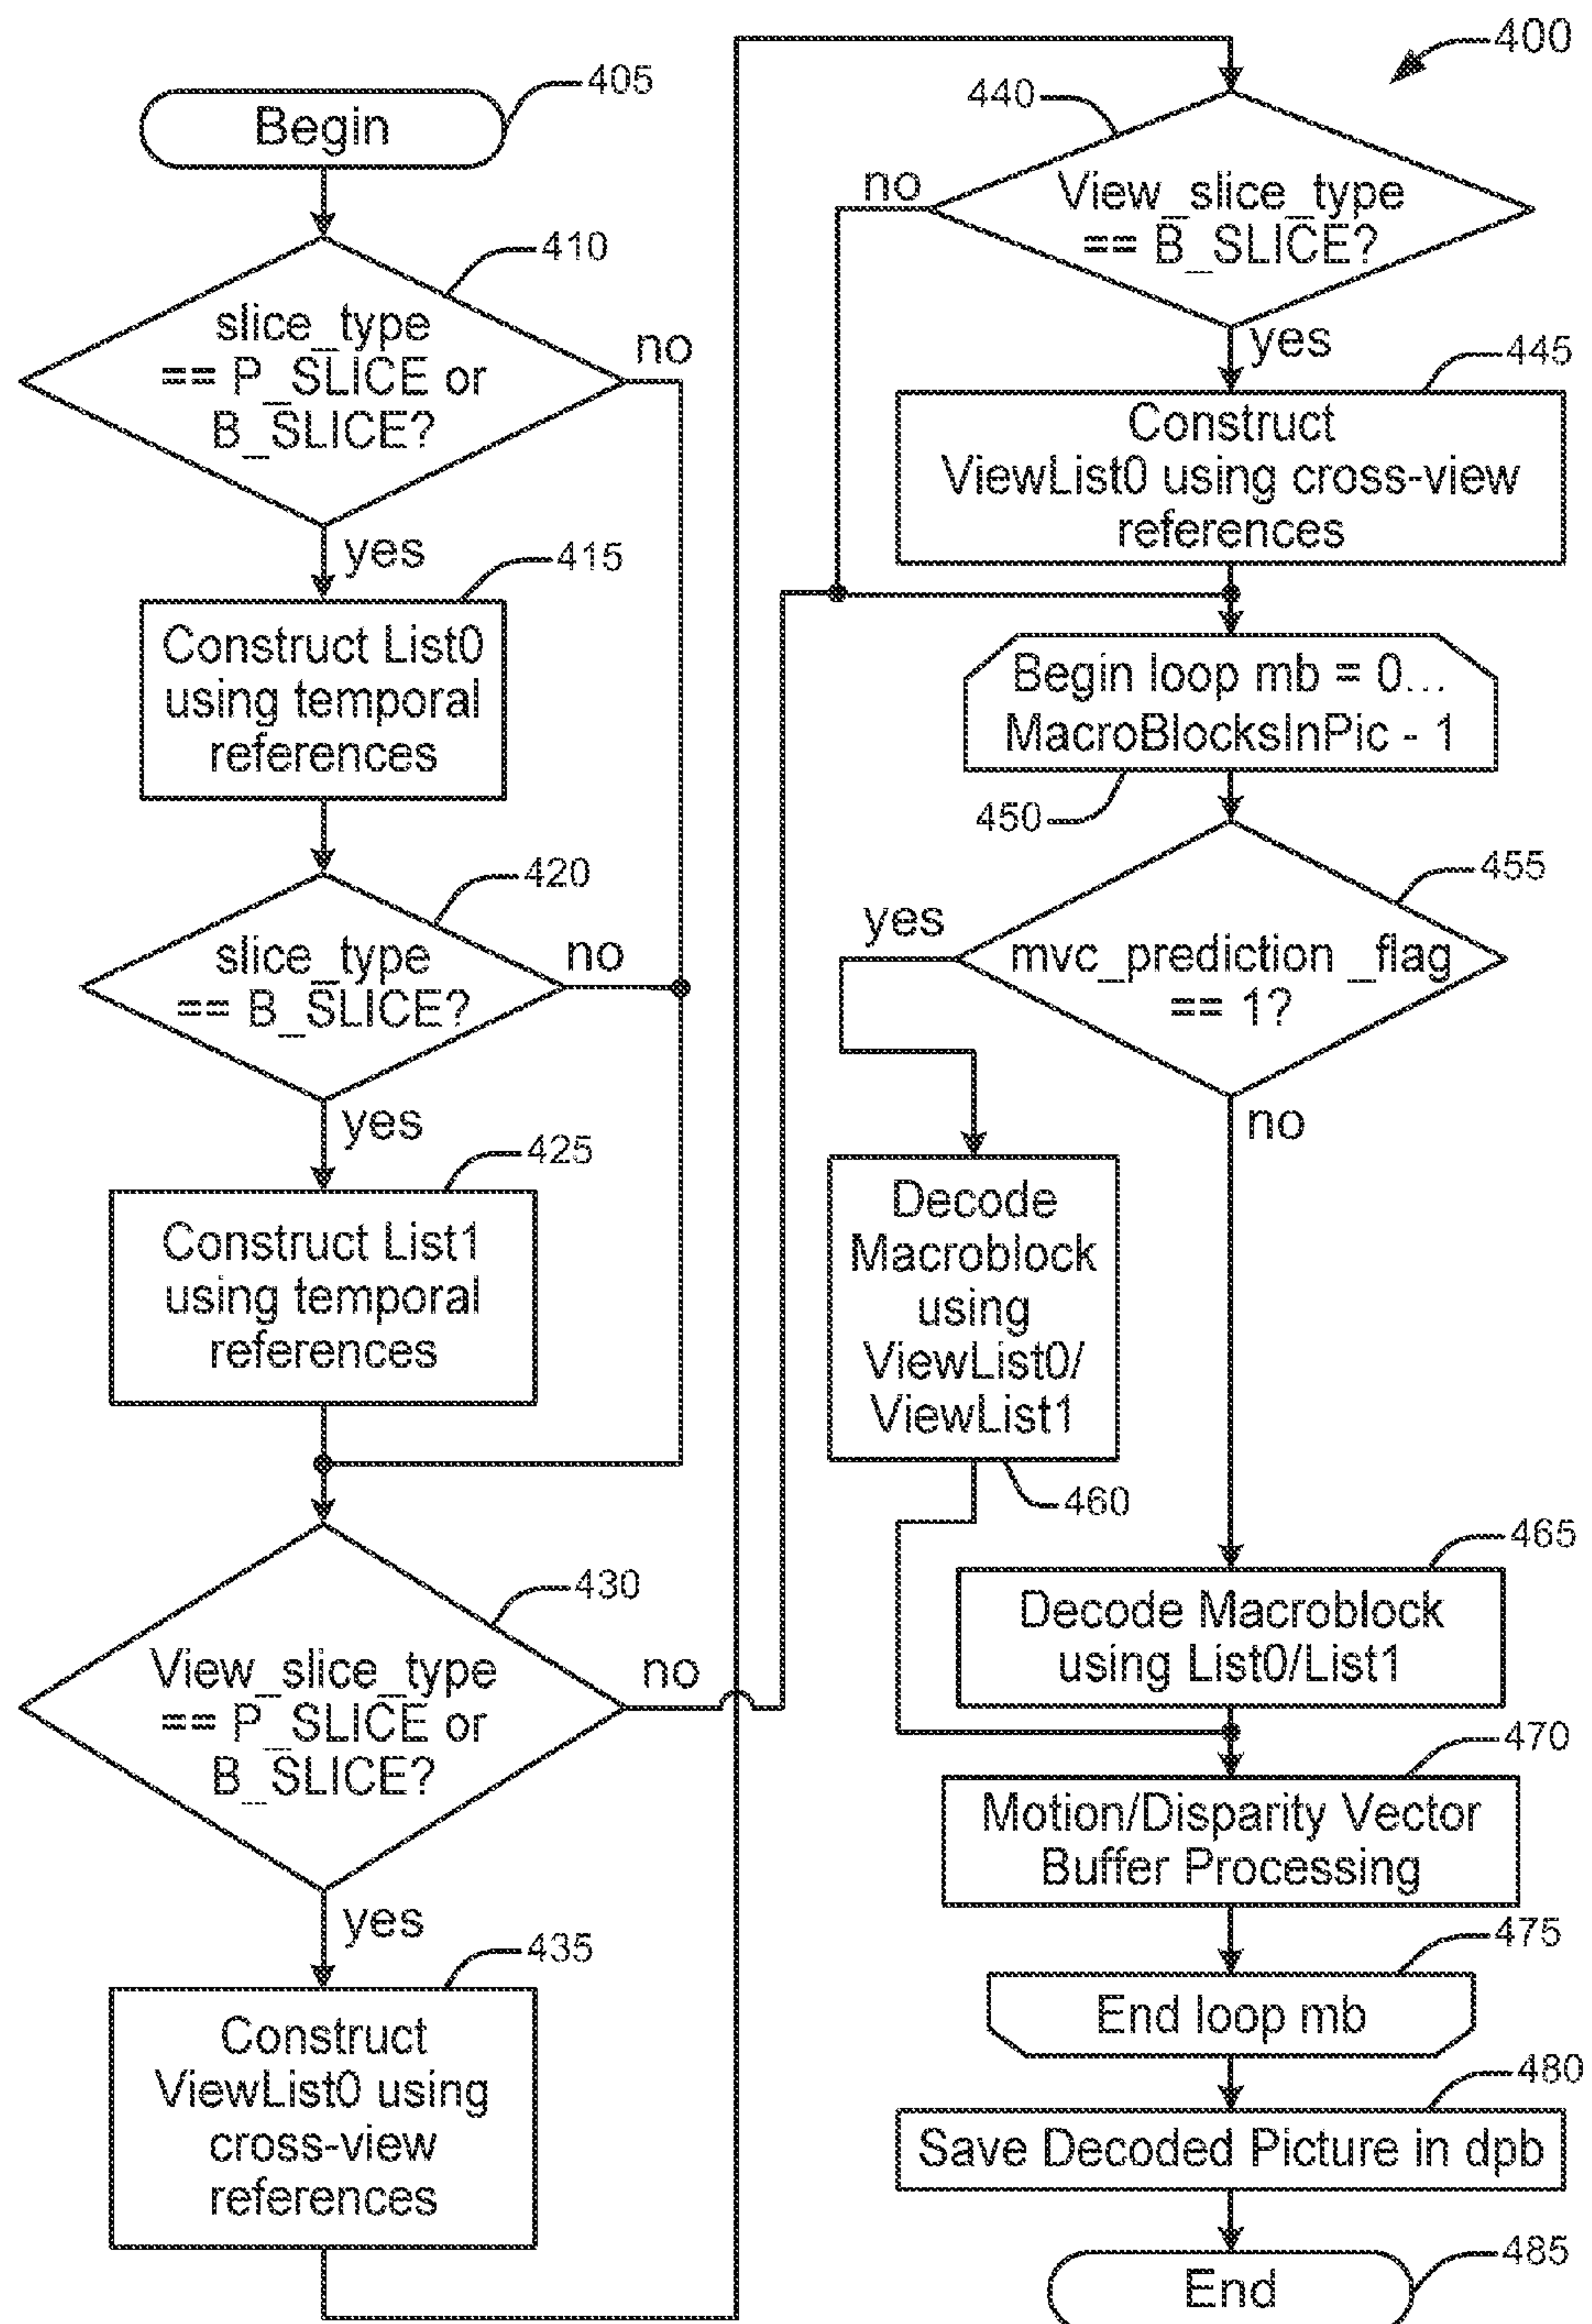 400
405
Begin
410
slice_type
== P_SLICE or
B_SLICE?
no
yes
415
Construct List0
using temporal
references
420
slice_type
== B_SLICE?
no
yes
425
Construct List1
using temporal
references
430
View_slice_type
== P_SLICE or
B_SLICE?
no
yes
435
Construct
ViewList0 using
cross-view
references
440
View_slice_type
== B_SLICE?
no
yes
445
Construct
ViewList0 using cross-view
references
Begin loop mb = 0...
MacroBlocksInPic - 1
450
455
mvc_prediction _flag
== 1?
yes
no
Decode
Macroblock
using
ViewList0/
ViewList1
460
465
Decode Macroblock
using List0/List1
470
Motion/Disparity Vector
Buffer Processing
475
End loop mb
480
Save Decoded Picture in dpb
485
End